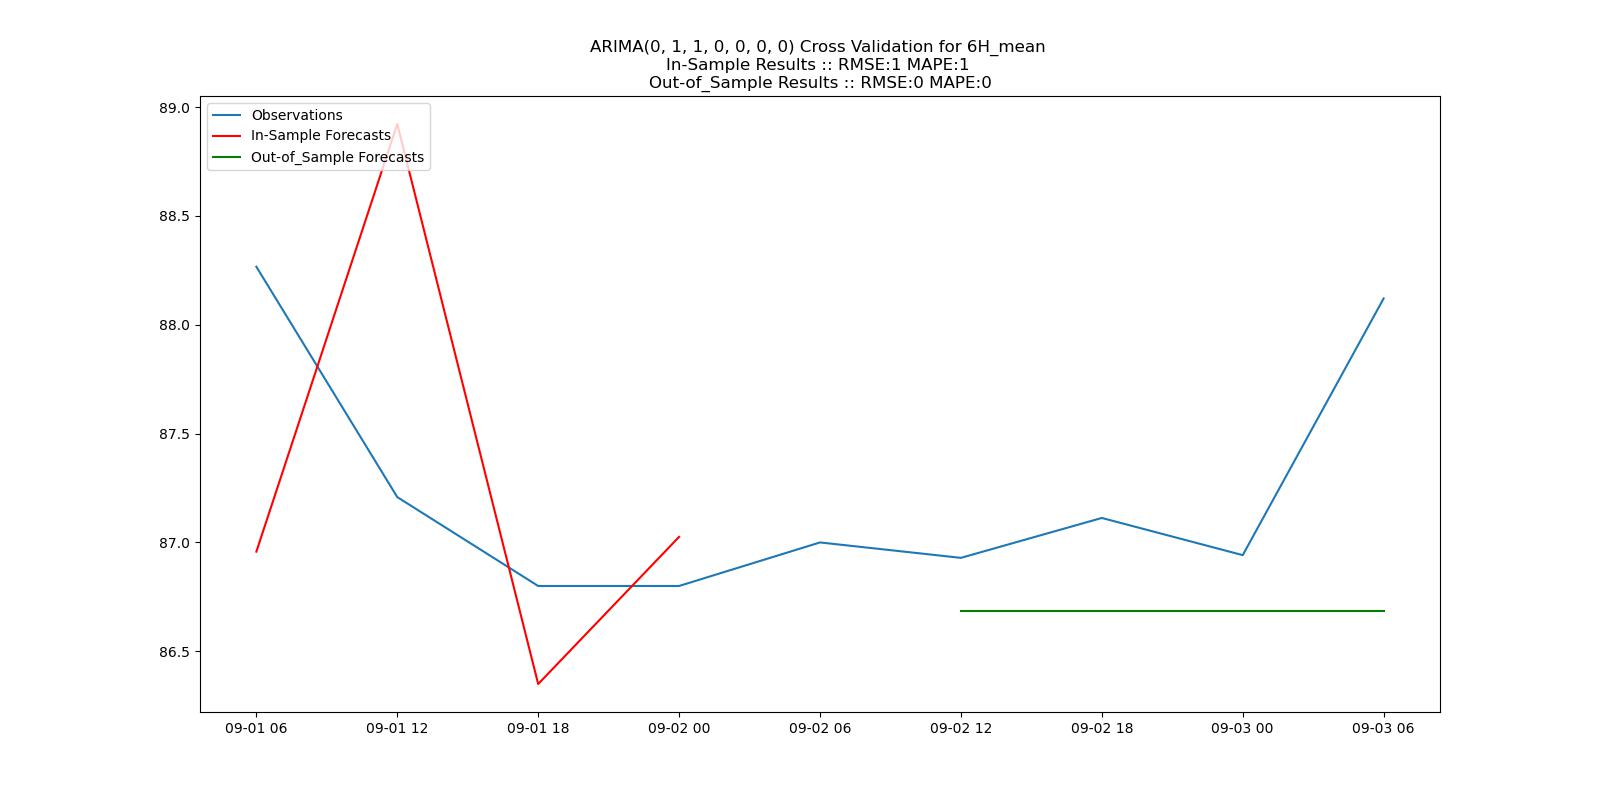 ARIMA(0, 1, 1, 0, 0, 0, 0) Cross Validation for 6H_mean
In-Sample Results :: RMSE:1 MAPE:1
Out-of_Sample Results :: RMSE:0 MAPE:0
Observations
In-Sample Forecasts
Out-of_Sample Forecasts
89.0
88.5
88.0
87.5
87.0
86.5
09-01 06 09-01 12 09-01 18 09-02 00 09-02 06 09-02 12 09-02 18 09-03 00 09-03 06